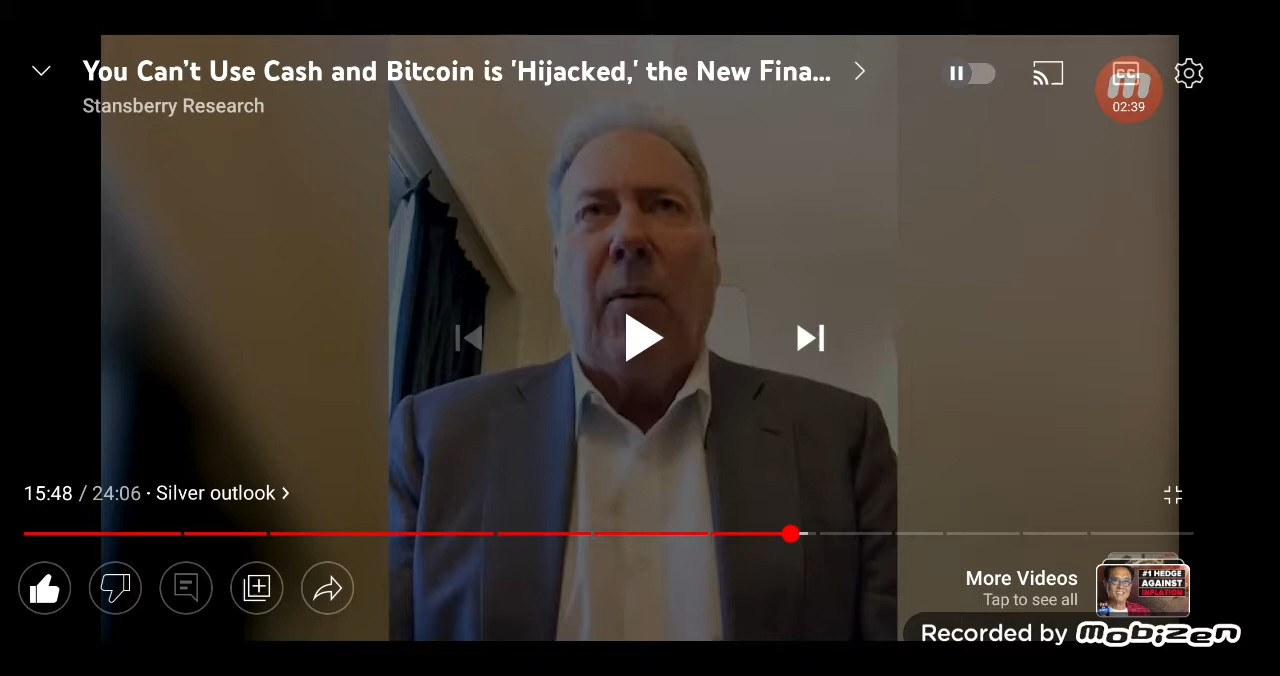 You Can't Use Cash and Bitcoin is 'Hijacked,' the New Fina...
Stansberry Research
CC
m
02:39
15:48 / 24:06 · Silver outlook
More Videos
Tap to see all
#1 HEDGE
AGAINST
INFLATION
Recorded by mobizen